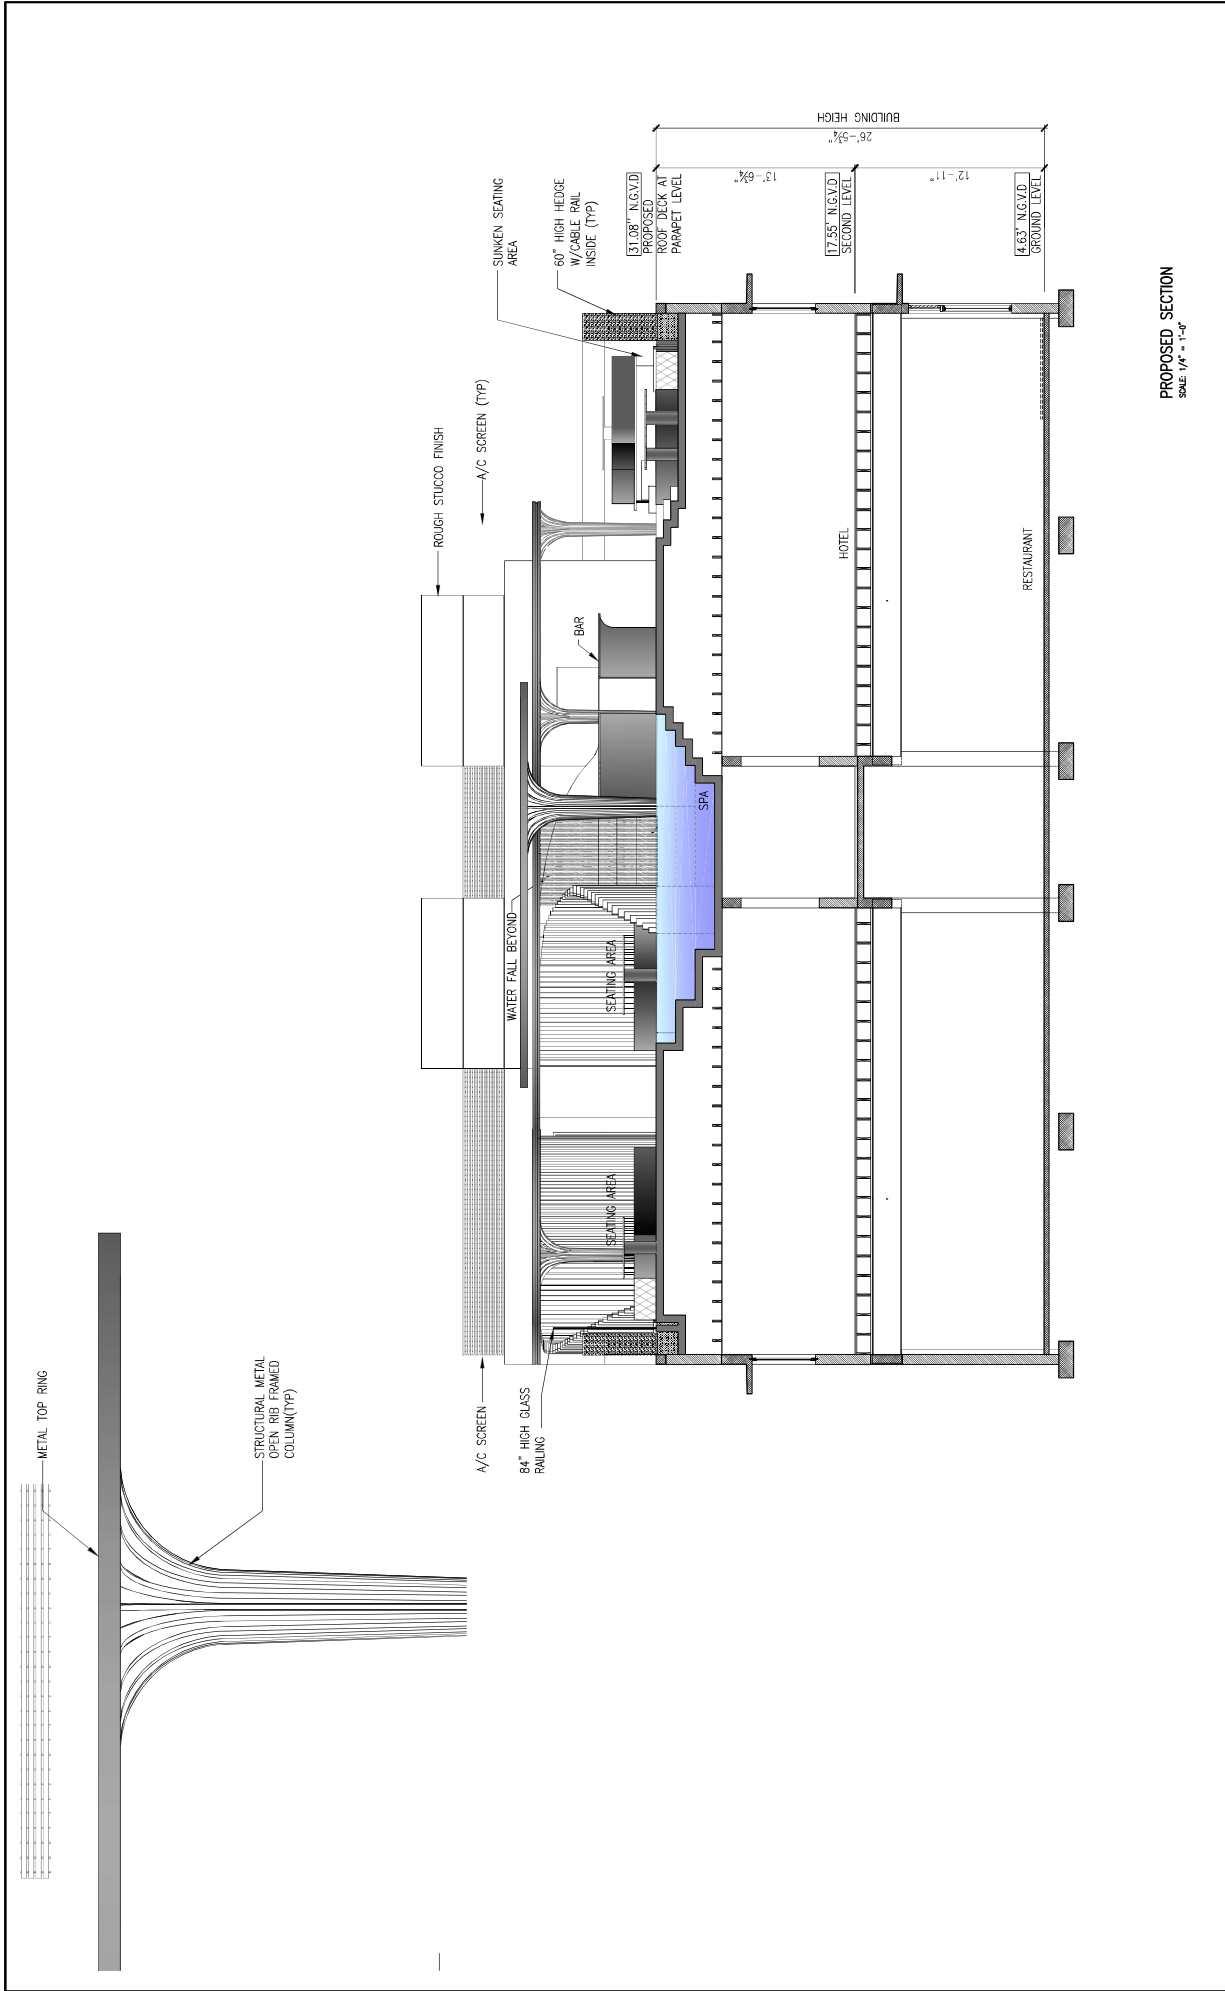 METAL TOP RING
STRUCTURAL METAL
OPEN RIB FRAMED
COLUMN(TYP)
ROUGH STUCCO FINISH
A/C SCREEN (TYP)
SUNKEN SEATING
AREA
60" HIGH HEDGE
W/CABLE RAIL
INSIDE (TYP)
A/C SCREEN
84" HIGH GLASS
RAILING
WATER FALL BEYOND
BAR
SEATING AREA
SEATING AREA
SPA
HOTEL
RESTAURANT
31.08" N.G.V.D
PROPOSED
ROOF DECK AT
PARAPET LEVEL
17.55' N.G.V.D
SECOND LEVEL
4.63' N.G.V.D
GROUND LEVEL
13'-6¾"
12'-11"
26'-5¾"
BUILDING HEIGH
PROPOSED SECTION
SCALE: 1/4" = 1'-0"